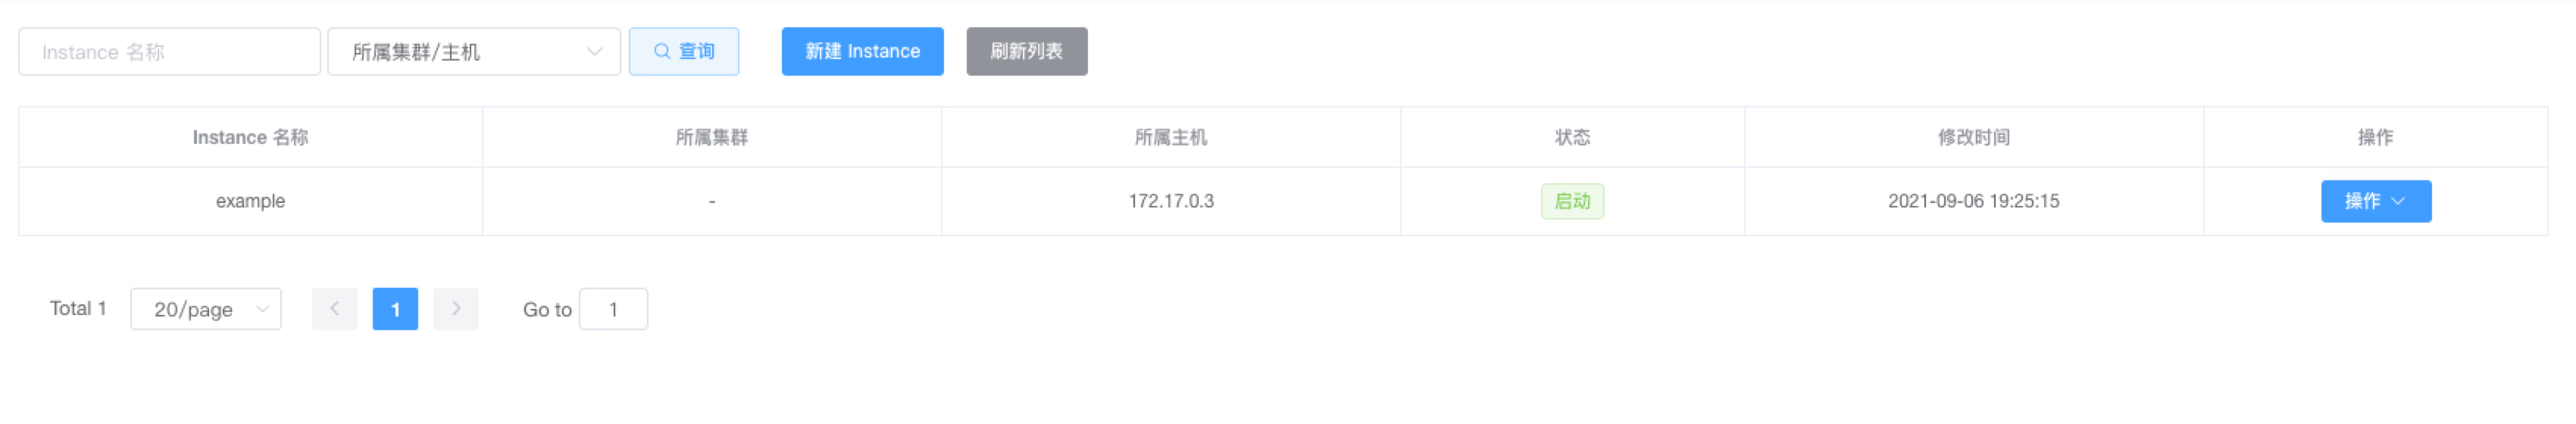 Instance 名称 所属集群/主机 查询 新建 Instance 刷新列表
Instance 名称 所属集群 所属主机 状态 修改时间 操作
example - 172.17.0.3 启动 2021-09-06 19:25:15 操作
Total 1 20/page 1 Go to 1